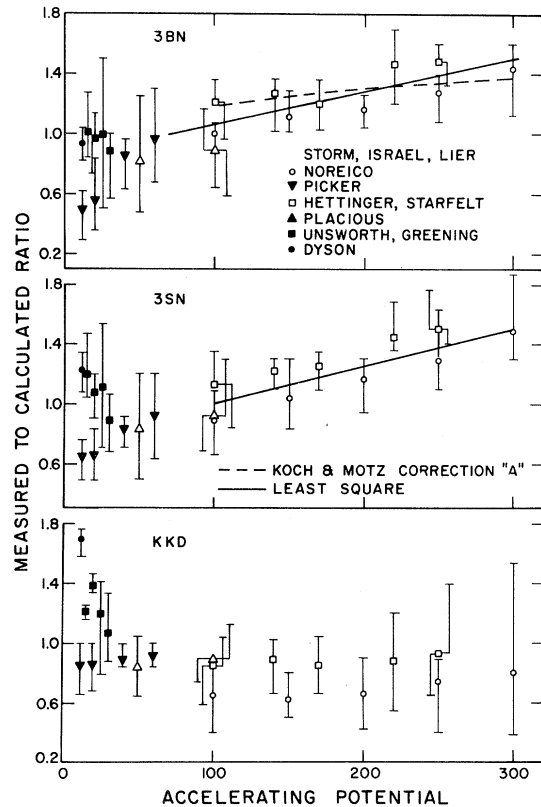 MEASURED TO CALCULATED RATIO
3BN
1.8
1.4
1.0
0.6
0.2
STORM, ISRAEL, LIER
NOREICO
PICKER
HETTINGER, STARFELT
PLACIOUS
UNSWORTH, GREENING
DYSON
3SN
1.8
1.4
1.0
0.6
KOCH & MOTZ CORRECTION "A"
LEAST SQUARE
KKD
1.8
1.4
1.0
0.6
0.2
0
100
200
300
ACCELERATING POTENTIAL